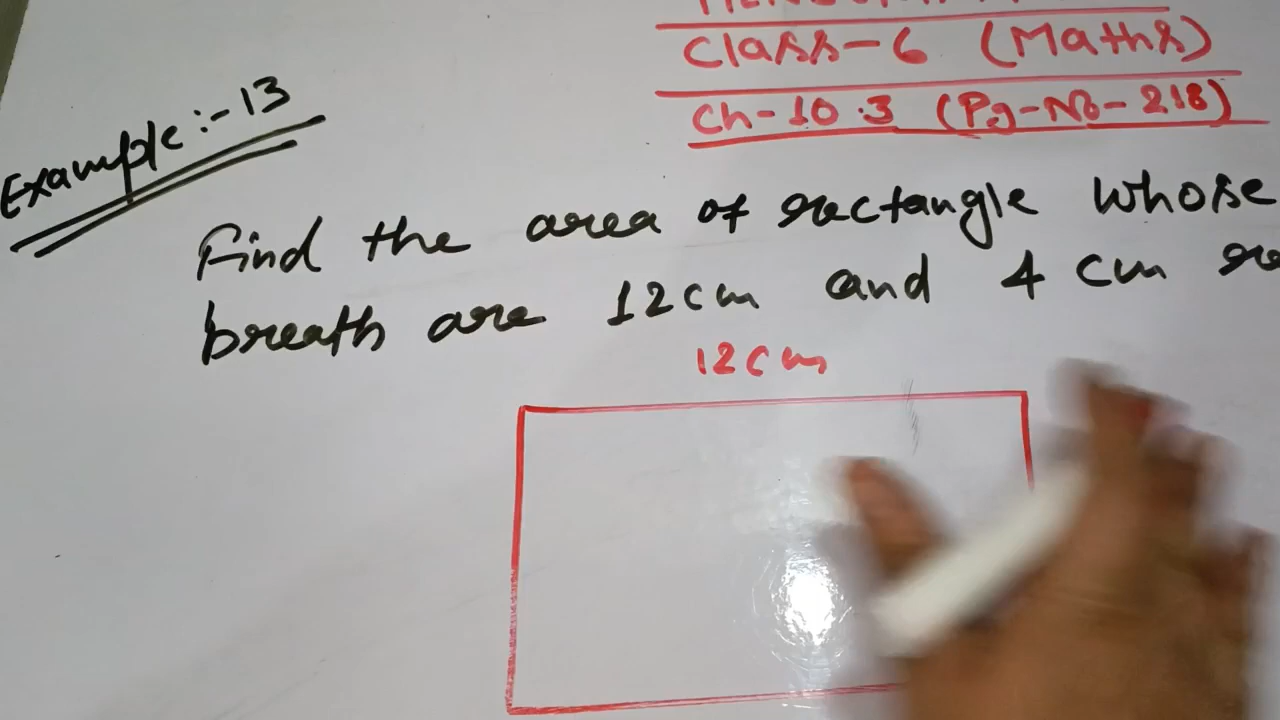 Class-6 (Maths)
Ch-10.3 (Pg-No-218)
Example:-13
Find the area of rectangle whose
breath are 12cm and 4 cm
12cm